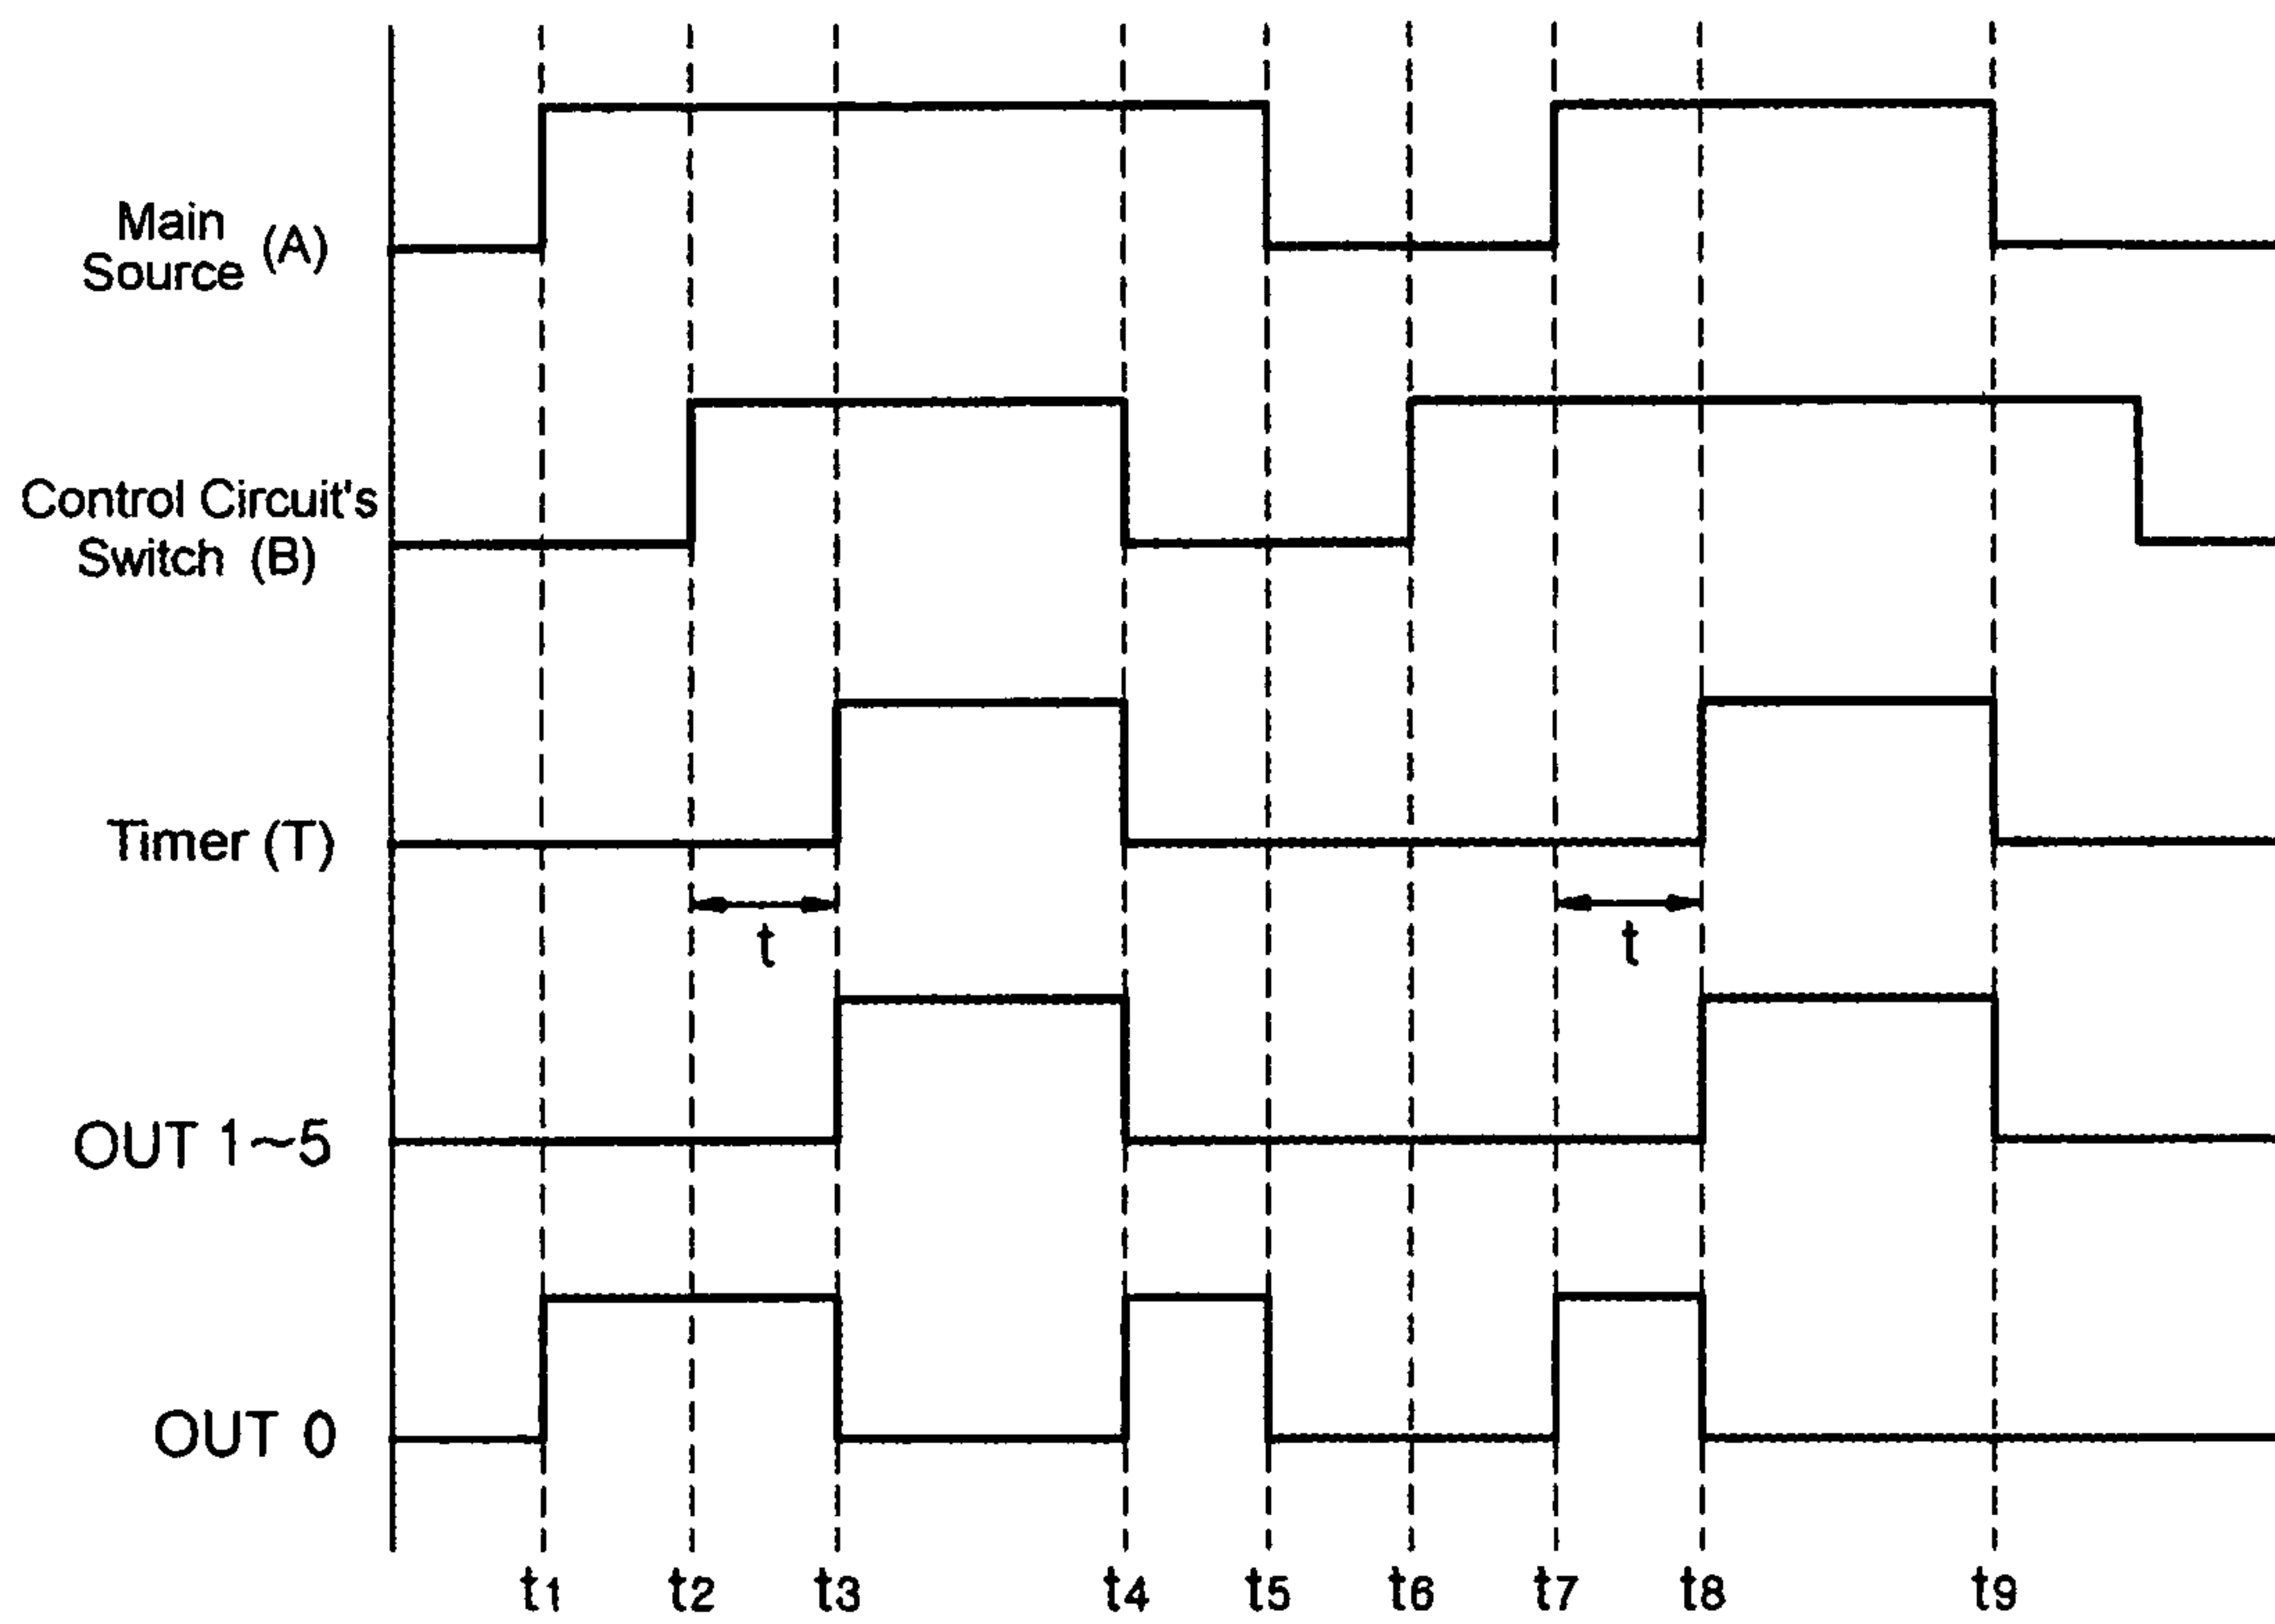 Main
Source (A)
Control Circuit's
Switch (B)
Timer (T)
t t
OUT 1~5
OUT 0
t1 t2 t3 t4 t5 t6 t7 t8 t9